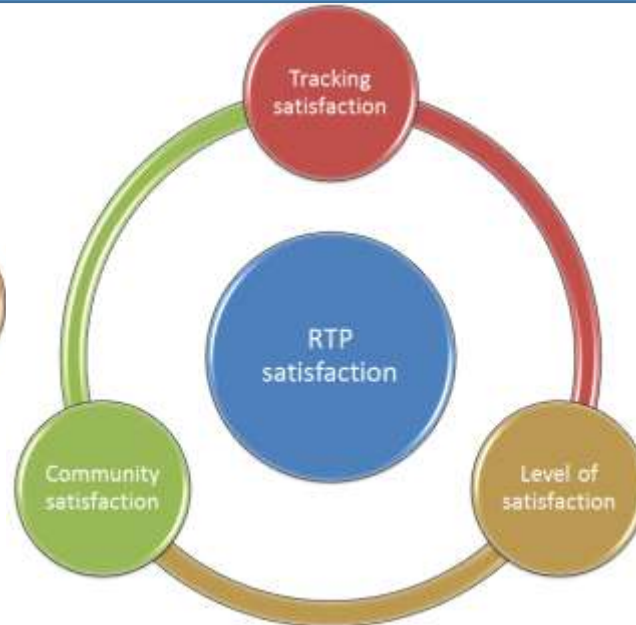 Tracking
satisfaction
RTP
satisfaction
Community
satisfaction
Level of
satisfaction